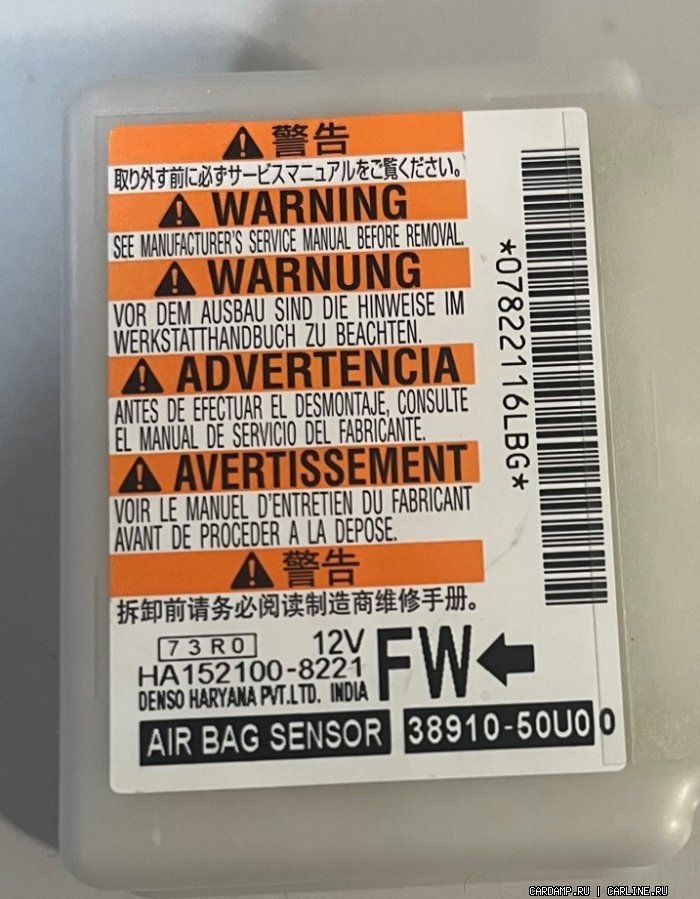 警告
取り外す前に必ずサービスマニュアルをご覧ください。
WARNING
SEE MANUFACTURER'S SERVICE MANUAL BEFORE REMOVAL.
WARNUNG
VOR DEM AUSBAU SIND DIE HINWEISE IM
WERKSTATTHANDBUCH ZU BEACHTEN.
ADVERTENCIA
ANTES DE EFECTUAR EL DESMONTAJE, CONSULTE
EL MANUAL DE SERVICIO DEL FABRICANTE.
AVERTISSEMENT
VOIR LE MANUEL D'ENTRETIEN DU FABRICANT
AVANT DE PROCEDER A LA DEPOSE.
警告
拆卸前请务必阅读制造商维修手册。
73R0 12V
HA152100-8221
DENSO HARYANA PVT.LTD. INDIA
FW
AIR BAG SENSOR 38910-50U00
*07822116LBG*
CARDAMP.RU | CARLINE.RU